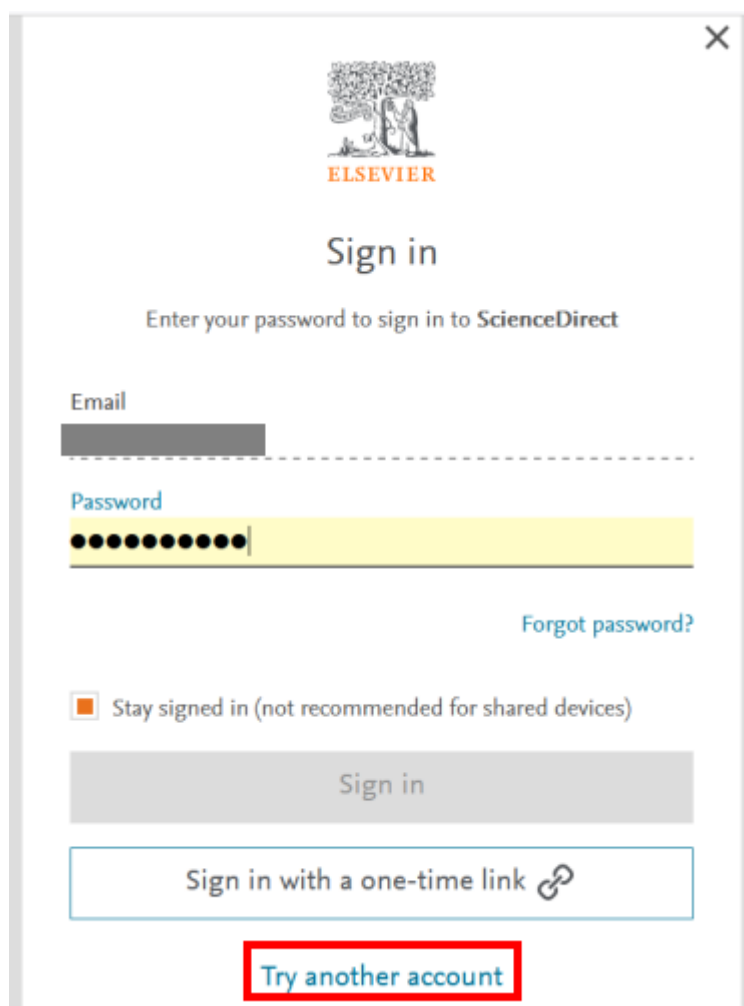 ELSEVIER
Sign in
Enter your password to sign in to ScienceDirect
Email
Password
Forgot password?
Stay signed in (not recommended for shared devices)
Sign in
Sign in with a one-time link
Try another account